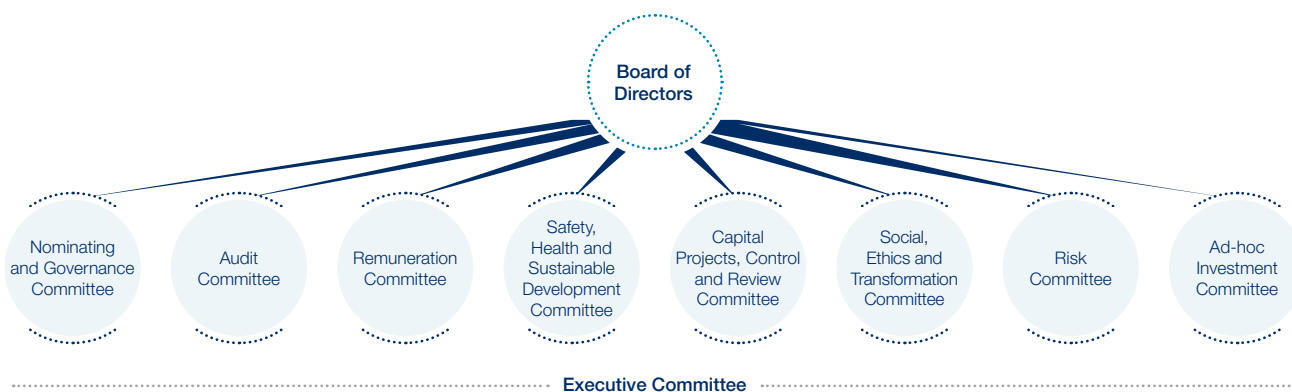 Board of
Directors
Nominating
and Governance
Committee
Audit
Committee
Remuneration
Committee
Safety,
Health and
Sustainable
Development
Committee
Capital
Projects, Control
and Review
Committee
Social,
Ethics and
Transformation
Committee
Risk
Committee
Ad-hoc
Investment
Committee
Executive Committee